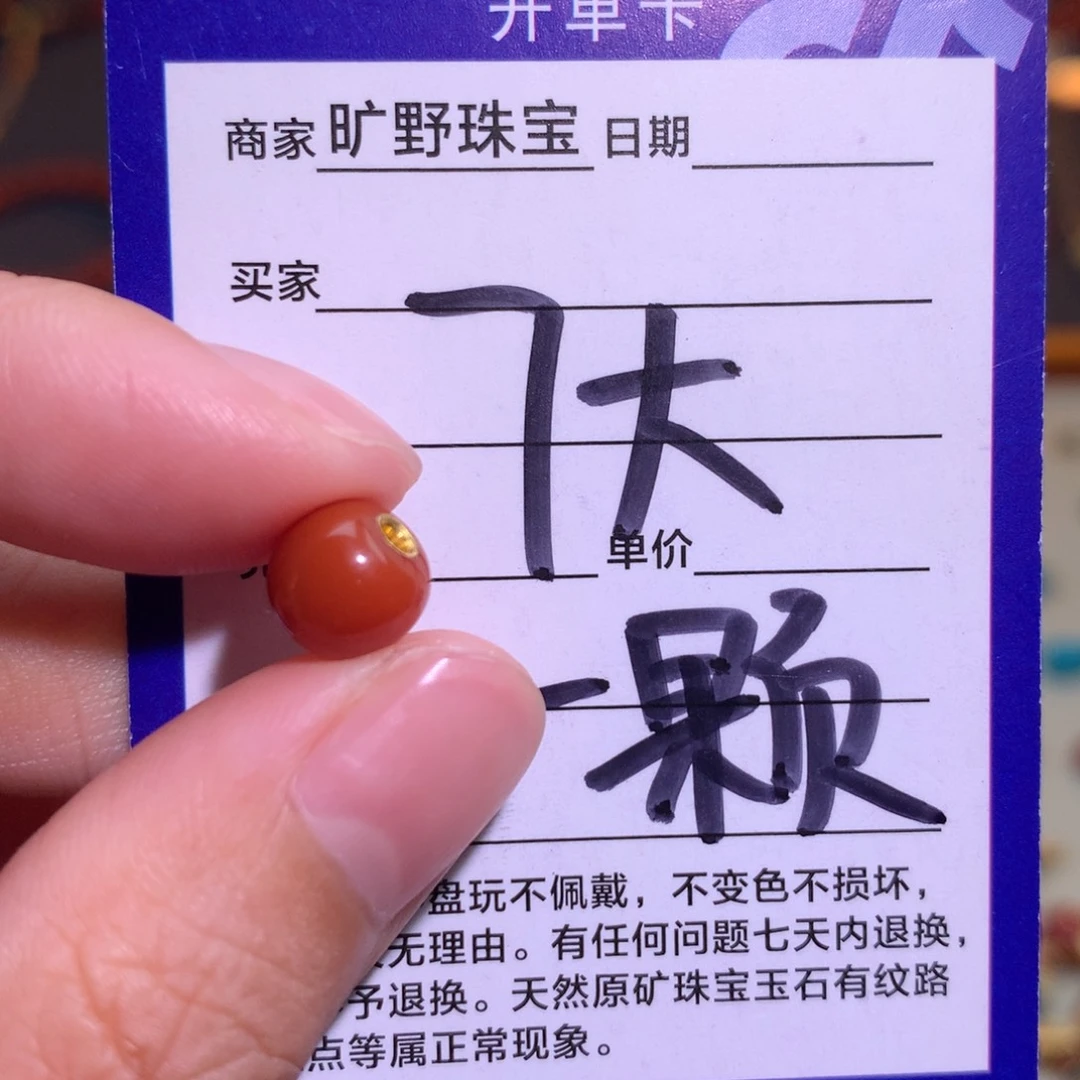 开单卡
商家 旷野珠宝 日期
买家
7大
单价
一颗
盘玩不佩戴，不变色不损坏，
无理由。有任何问题七天内退换，
予退换。天然原矿珠宝玉石有纹路
点等属正常现象。